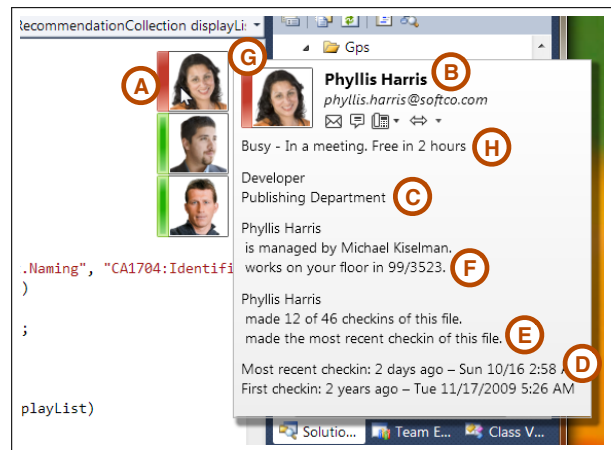 RecommendationCollection displayLis
Gps
A
G
Phyllis Harris B
phyllis.harris@softco.com
Busy - In a meeting. Free in 2 hours H
Developer
Publishing Department C
Phyllis Harris
is managed by Michael Kiselman.
works on your floor in 99/3523. F
.Naming", "CA1704:Identifi
)
Phyllis Harris
made 12 of 46 checkins of this file.
;
made the most recent checkin of this file. E
Most recent checkin: 2 days ago – Sun 10/16 2:58 A D
First checkin: 2 years ago – Tue 11/17/2009 5:26 AM
playList)
Solutio... Team E... Class V...